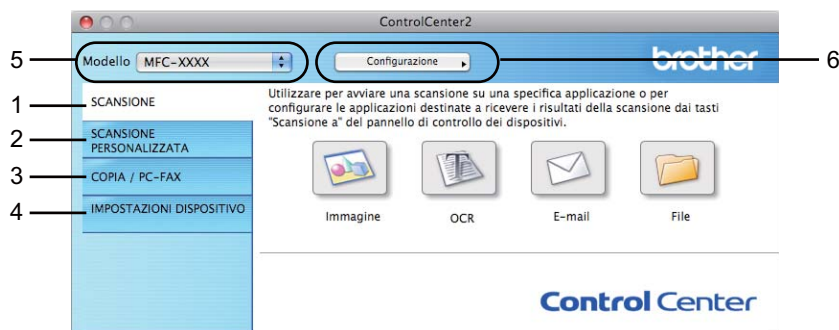 ControlCenter2
5
Modello MFC-XXXX
Configurazione
brother
6
1
SCANSIONE
2
SCANSIONE
PERSONALIZZATA
3
COPIA / PC-FAX
4
IMPOSTAZIONI DISPOSITIVO
Utilizzare per avviare una scansione su una specifica applicazione o per
configurare le applicazioni destinate a ricevere i risultati della scansione dai tasti
"Scansione a" del pannello di controllo dei dispositivi.
Immagine
OCR
E-mail
File
Control Center